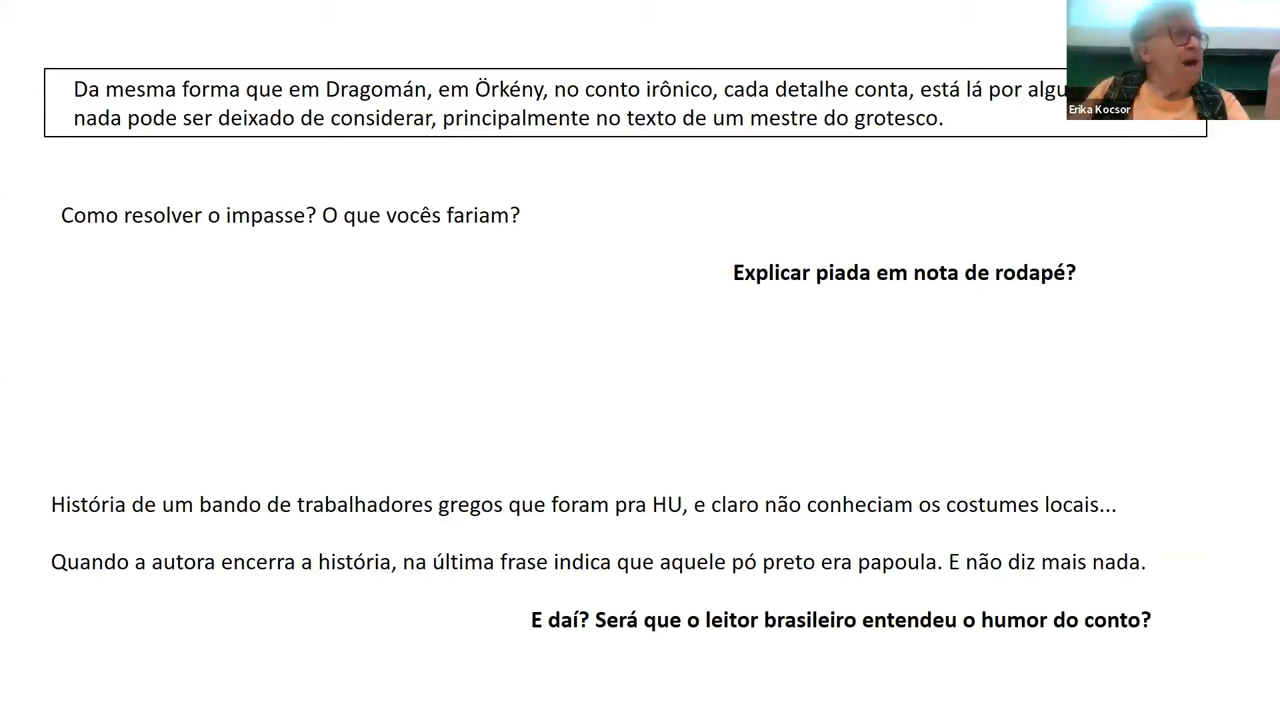 Da mesma forma que em Dragomán, em Örkény, no conto irônico, cada detalhe conta, está lá por
nada pode ser deixado de considerar, principalmente no texto de um mestre do grotesco.
Erika Kocsor
Como resolver o impasse? O que vocês fariam?
Explicar piada em nota de rodapé?
História de um bando de trabalhadores gregos que foram pra HU, e claro não conheciam os costumes locais...
Quando a autora encerra a história, na última frase indica que aquele pó preto era papoula. E não diz mais nada.
E daí? Será que o leitor brasileiro entendeu o humor do conto?